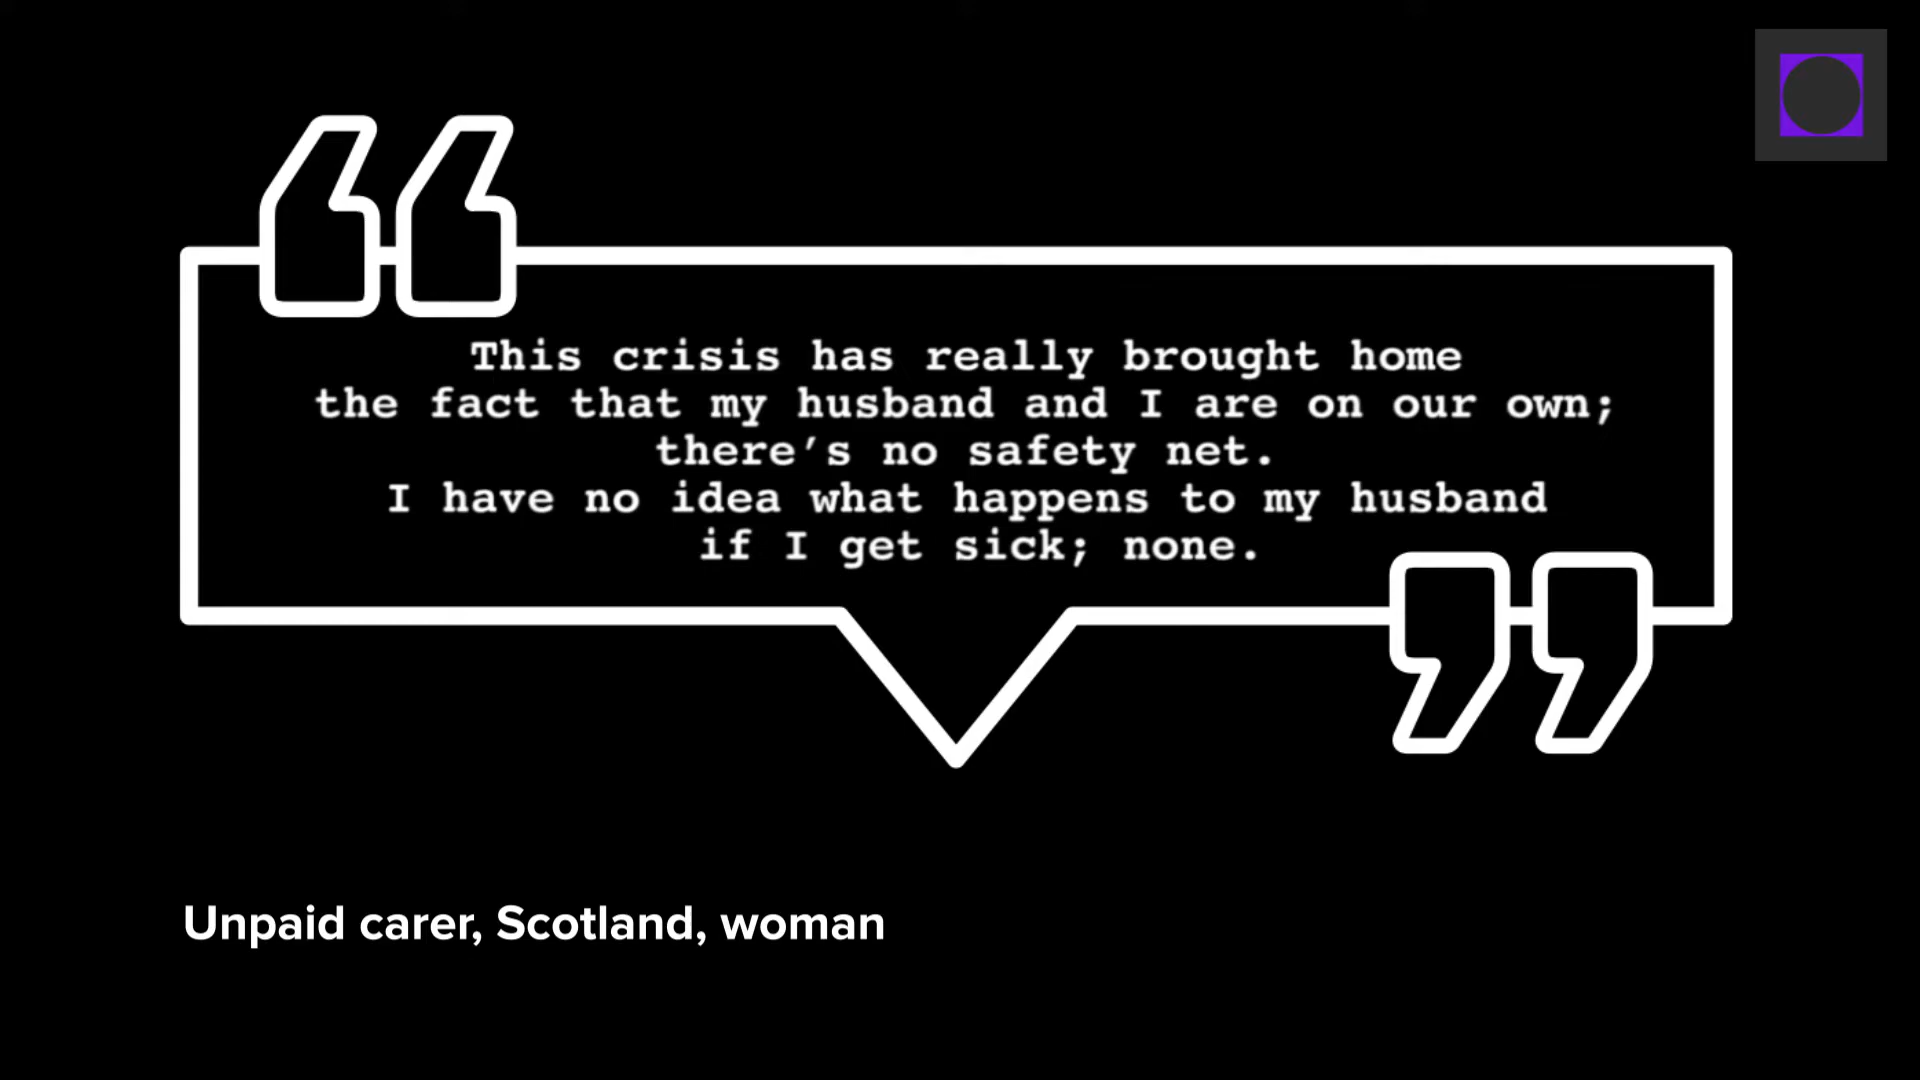 This crisis has really brought home
the fact that my husband and I are on our own;
there’s no safety net.
I have no idea what happens to my husband
if I get sick; none.
Unpaid carer, Scotland, woman